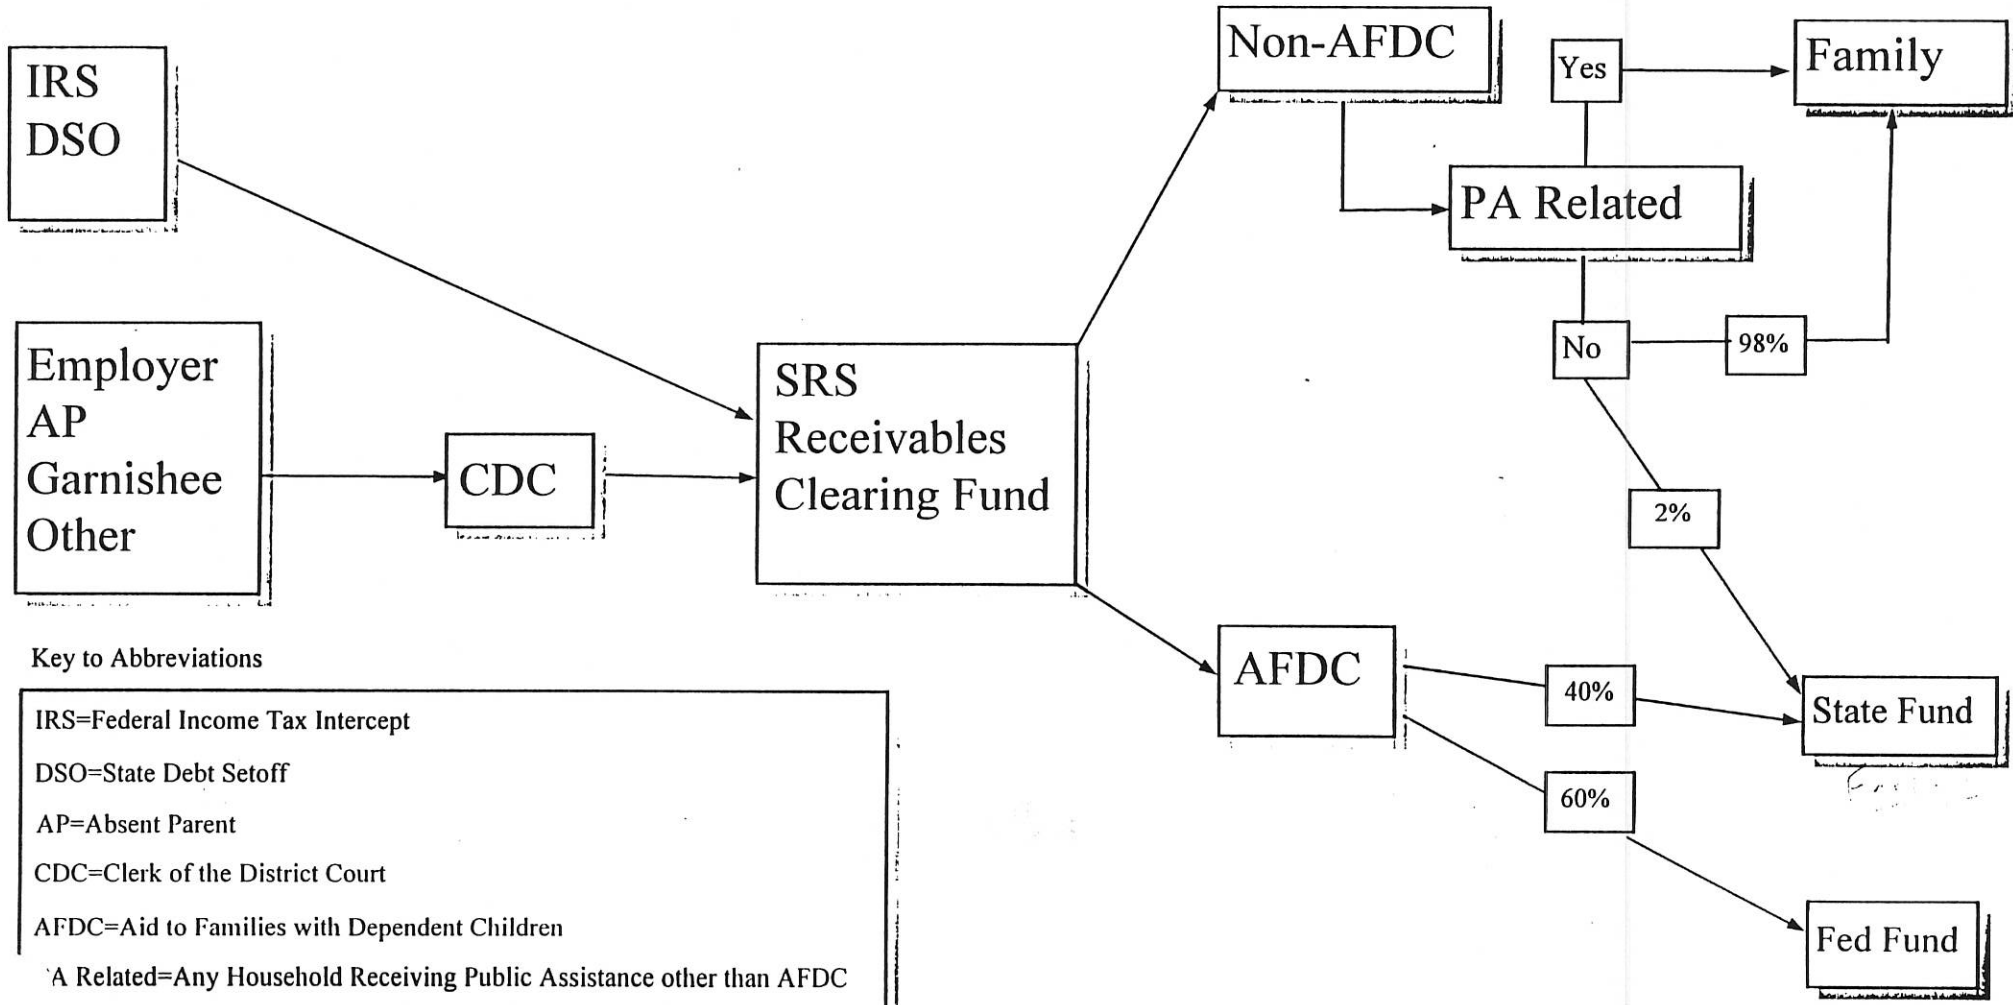 IRS
DSO
Employer
AP
Garnishee
Other
CDC
SRS
Receivables
Clearing Fund
Non-AFDC
Yes
Family
PA Related
No
98%
2%
AFDC
40%
60%
State Fund
Fed Fund
Key to Abbreviations
IRS=Federal Income Tax Intercept
DSO=State Debt Setoff
AP=Absent Parent
CDC=Clerk of the District Court
AFDC=Aid to Families with Dependent Children
A Related=Any Household Receiving Public Assistance other than AFDC